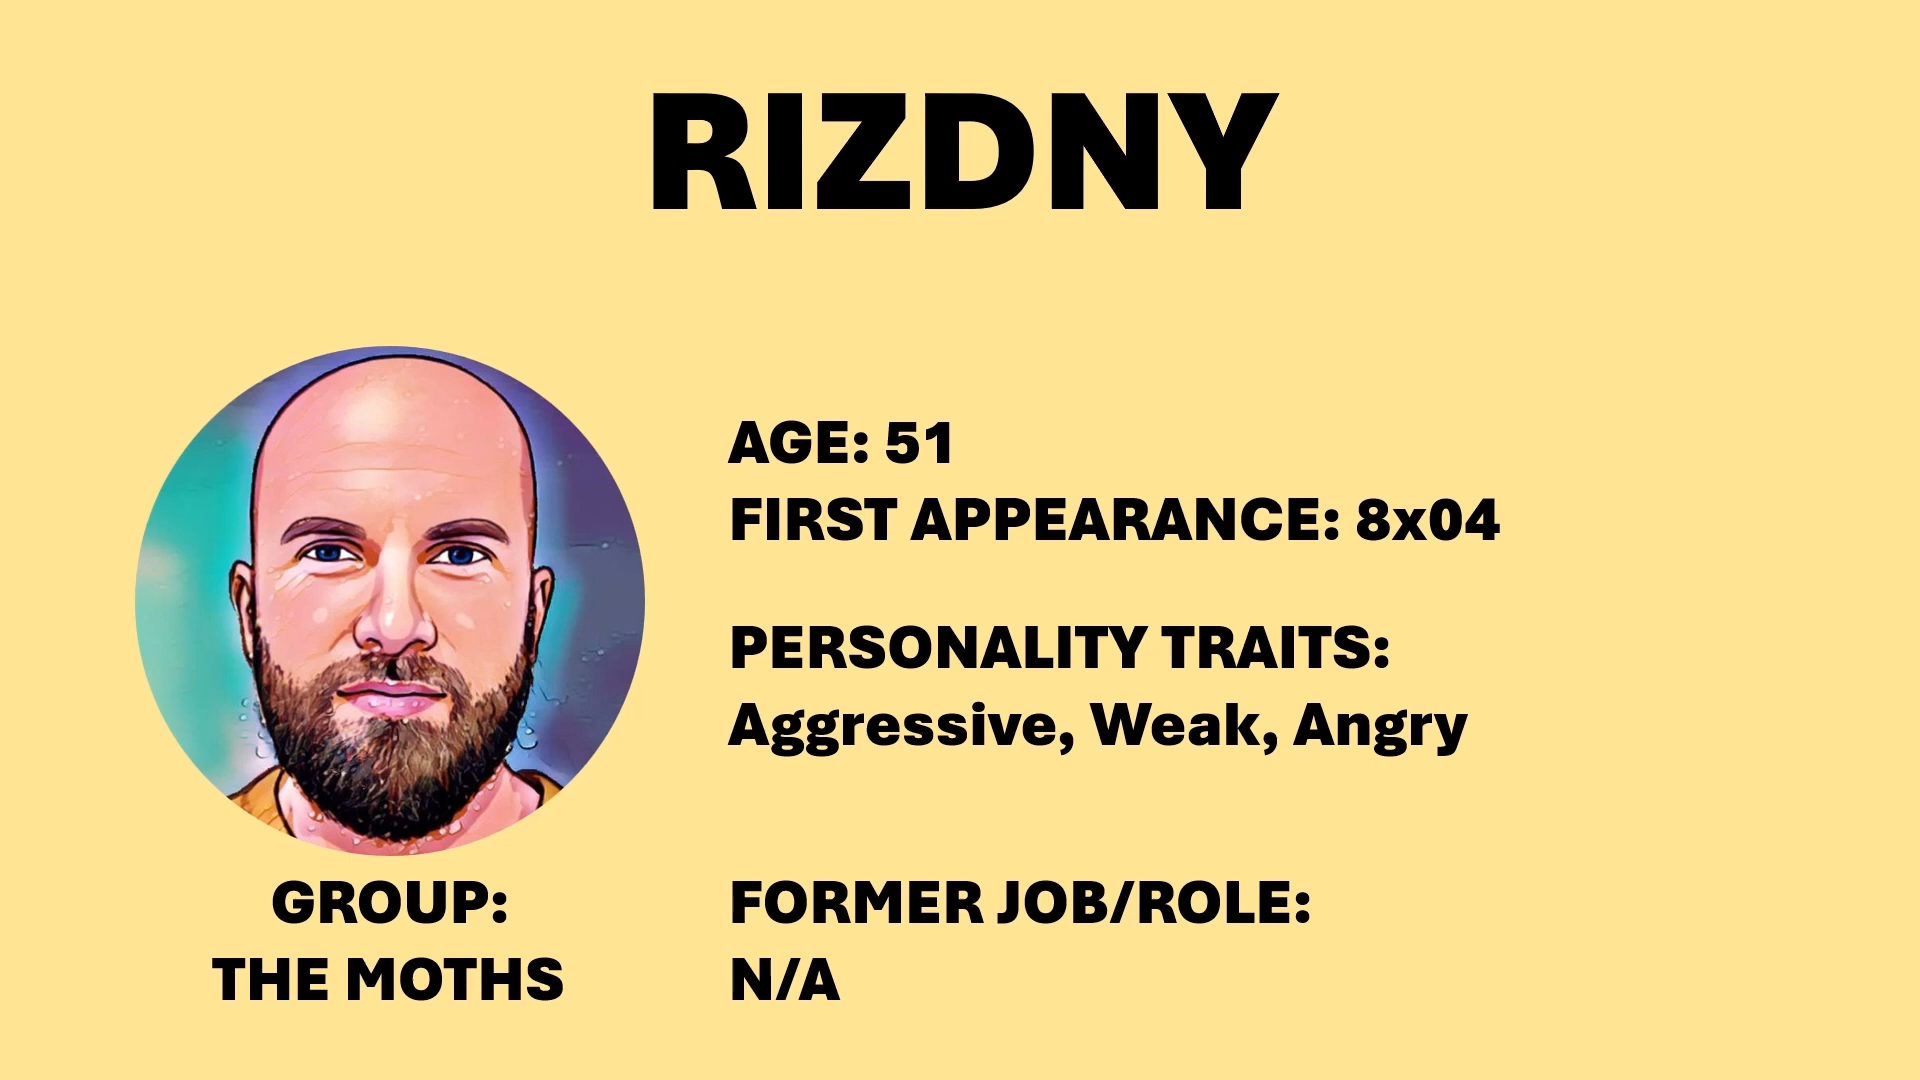 RIZDNY
AGE: 51
FIRST APPEARANCE: 8x04
PERSONALITY TRAITS:
Aggressive, Weak, Angry
GROUP:
THE MOTHS
FORMER JOB/ROLE:
N/A